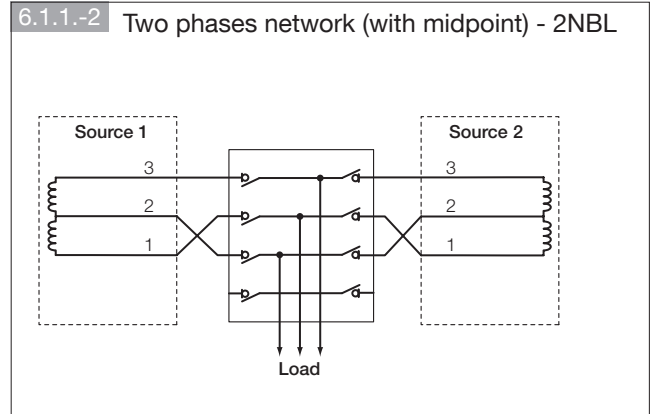 6.1.1.-2 Two phases network (with midpoint) - 2NBL
Source 1 Source 2
3 3
2 2
1 1
Load